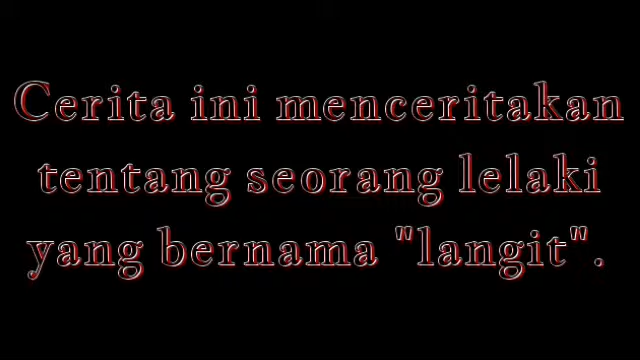 Cerita ini menceritakan
tentang seorang lelaki
yang bernama "langit".